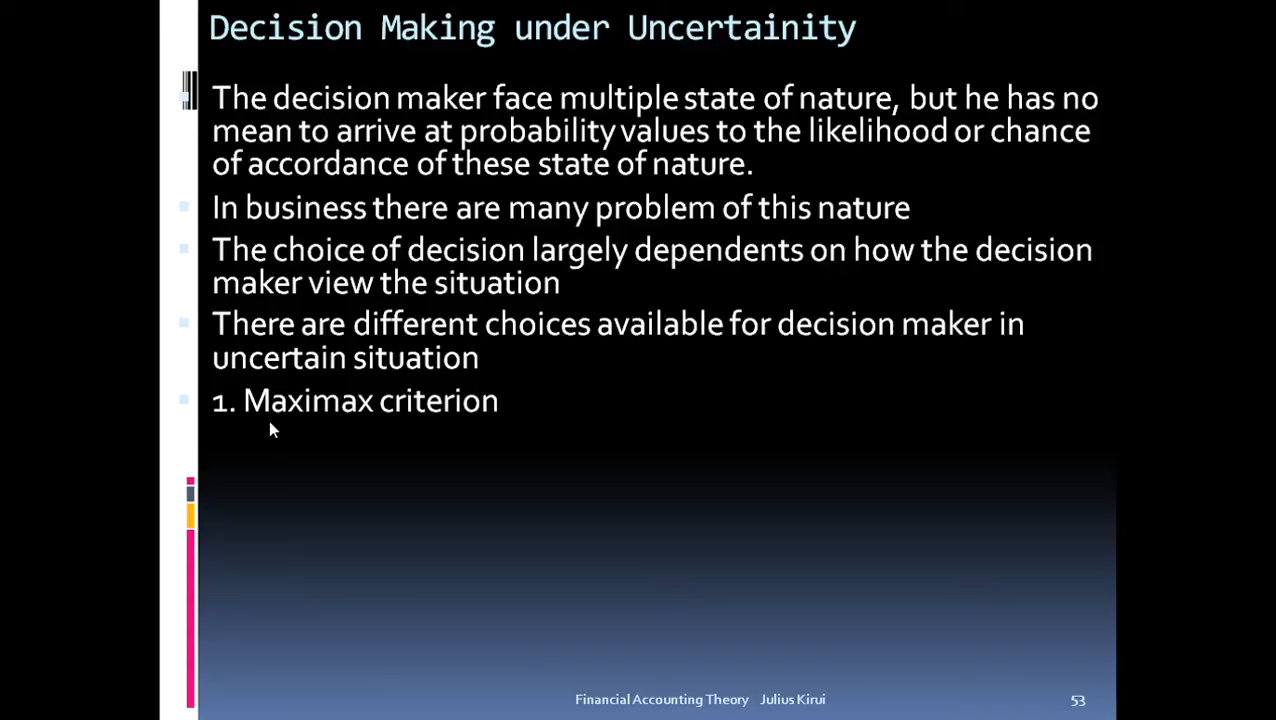 Decision Making under Uncertainity
The decision maker face multiple state of nature, but he has no
mean to arrive at probability values to the likelihood or chance
of accordance of these state of nature.
In business there are many problem of this nature
The choice of decision largely dependents on how the decision
maker view the situation
There are different choices available for decision maker in
uncertain situation
1. Maximax criterion
Financial Accounting Theory Julius Kirui 53